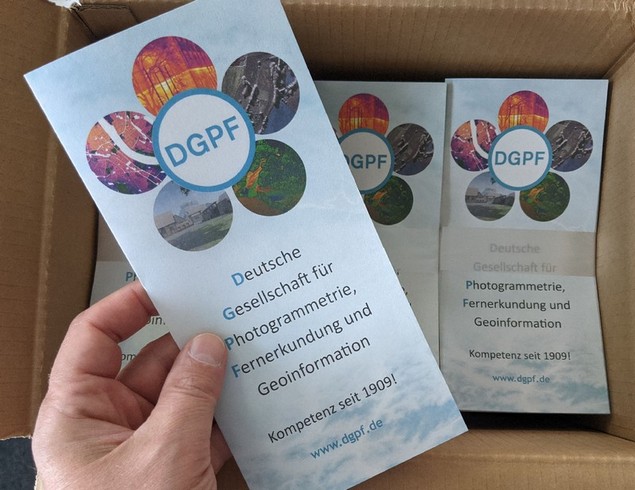 DGPF
Deutsche
Gesellschaft für
Photogrammetrie,
Fernerkundung und
Geoinformation
Kompetenz seit 1909!
www.dgpf.de
DGPF
DGPF
Deutsche
Gesellschaft für
Photogrammetrie,
Fernerkundung und
Geoinformation
Kompetenz seit 1909!
www.dgpf.de